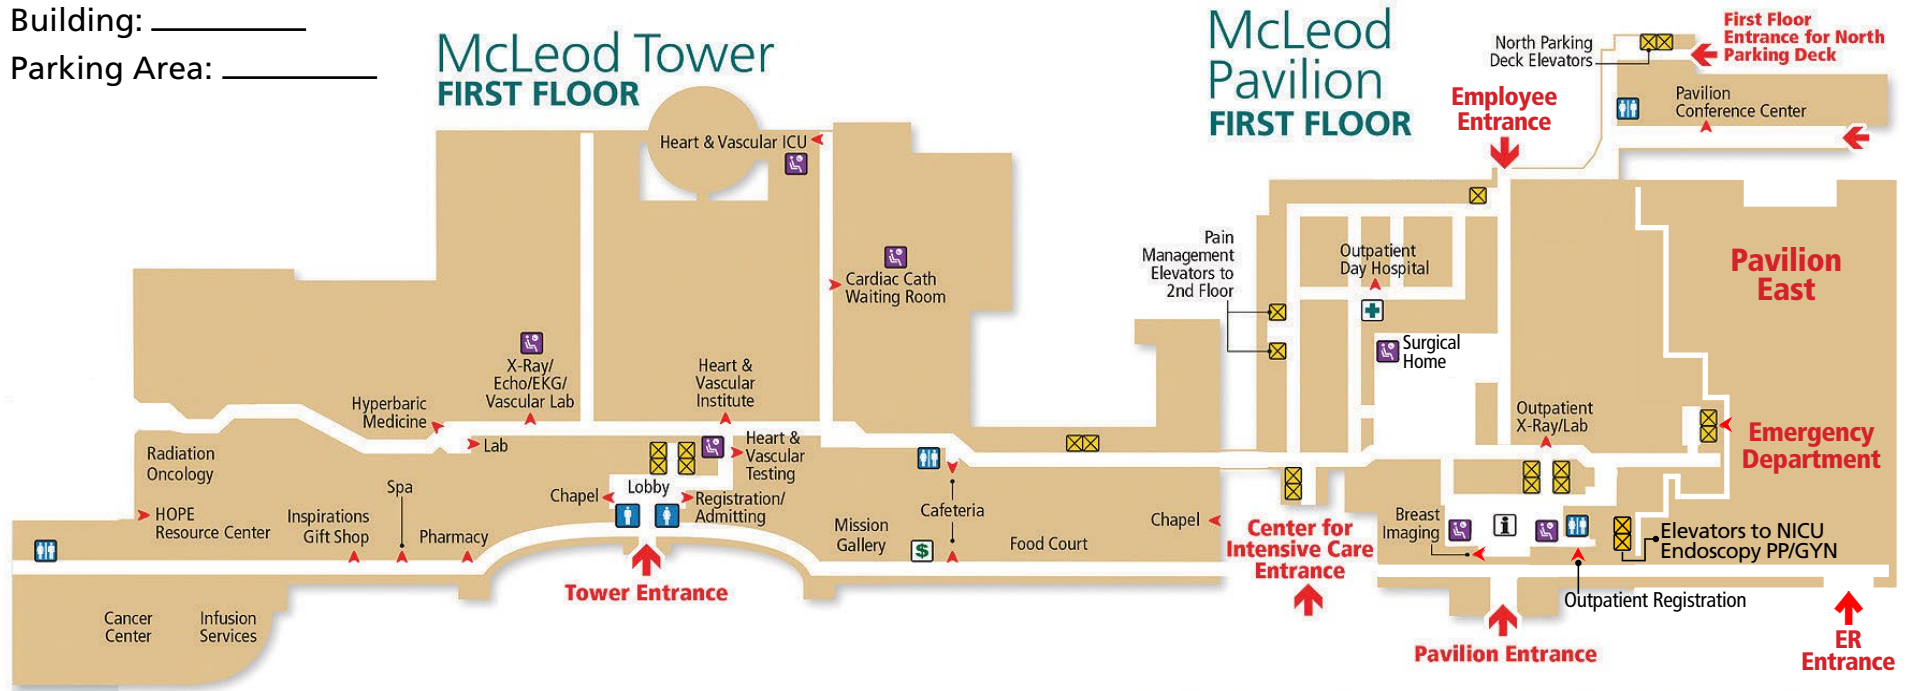 Building:
Parking Area:
McLeod Tower
FIRST FLOOR
McLeod
Pavilion
FIRST FLOOR
North Parking
Deck Elevators
First Floor
Entrance for North
Parking Deck
Employee
Entrance
Pavilion
Conference Center
Heart & Vascular ICU
Pain
Management
Elevators to
2nd Floor
Outpatient
Day Hospital
Pavilion
East
Cardiac Cath
Waiting Room
Surgical
Home
X-Ray/
Echo/EKG/
Vascular Lab
Heart &
Vascular
Institute
Hyperbaric
Medicine
Lab
Heart &
Vascular
Testing
Outpatient
X-Ray/Lab
Emergency
Department
Radiation
Oncology
Spa
Chapel
Lobby
Registration/
Admitting
HOPE
Resource Center
Inspirations
Gift Shop
Pharmacy
Mission
Gallery
$
Cafeteria
Food Court
Chapel
Center for
Intensive Care
Entrance
Breast
Imaging
i
Elevators to NICU
Endoscopy PP/GYN
Tower Entrance
Outpatient Registration
Cancer
Center
Infusion
Services
Pavilion Entrance
ER
Entrance